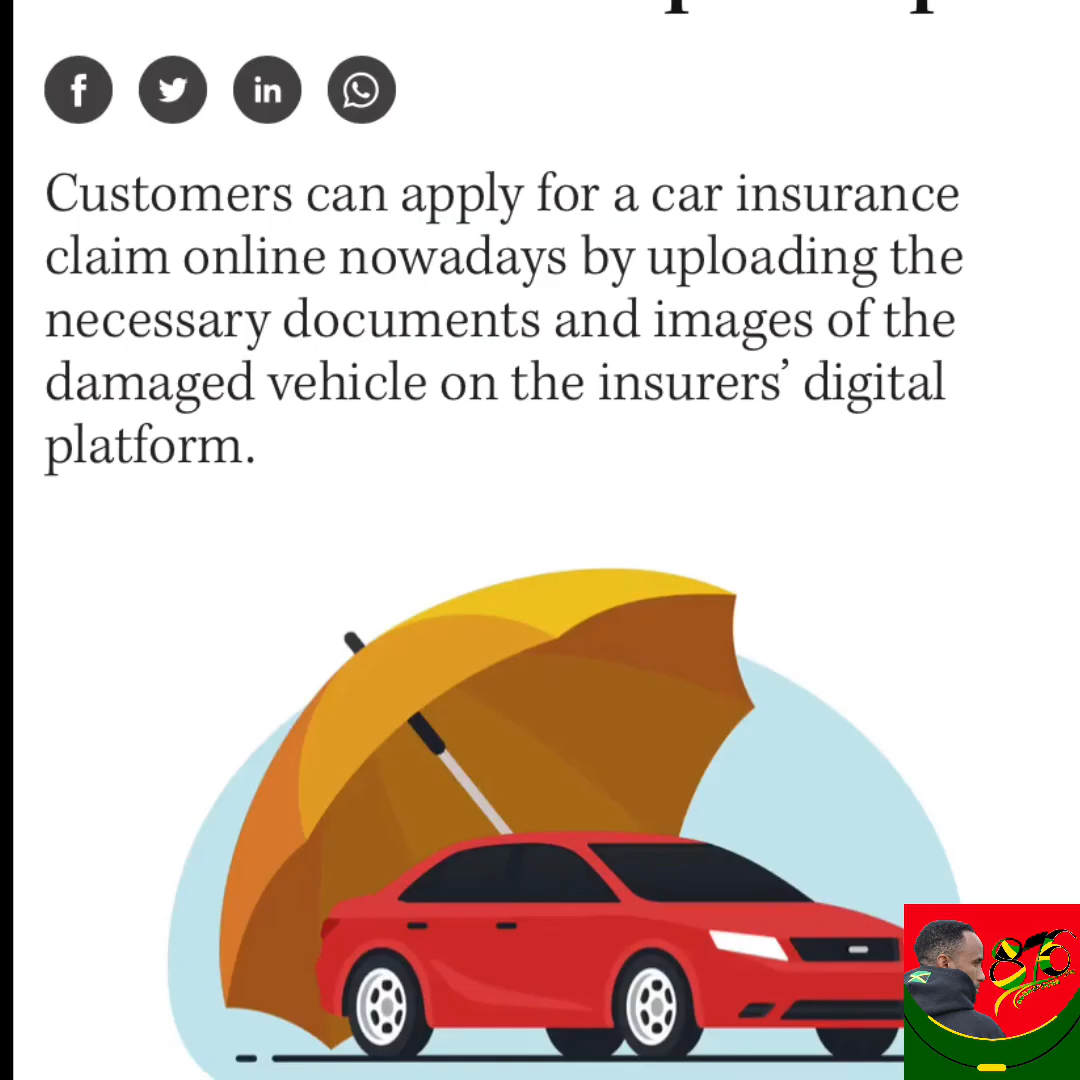 Customers can apply for a car insurance
claim online nowadays by uploading the
necessary documents and images of the
damaged vehicle on the insurers’ digital
platform.
876